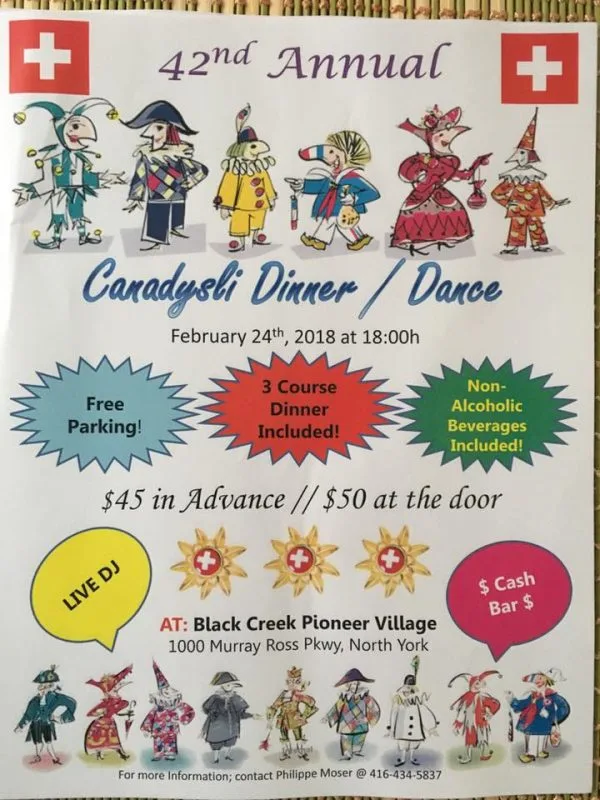 42nd Annual
Canadysli Dinner / Dance
February 24th, 2018 at 18:00h
Free
Parking!
3 Course
Dinner
Included!
Non-
Alcoholic
Beverages
Included!
$45 in Advance // $50 at the door
LIVE DJ
$ Cash
Bar $
AT: Black Creek Pioneer Village
1000 Murray Ross Pkwy, North York
For more Information; contact Philippe Moser @ 416-434-5837